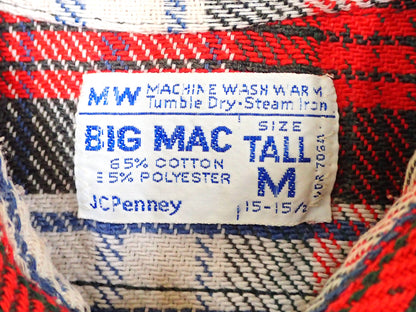 MW MACHINE WASH WARM
Tumble Dry·Steam Iron
BIG MAC
65% COTTON
35% POLYESTER
JCPenney
SIZE
TALL
M
15-15½